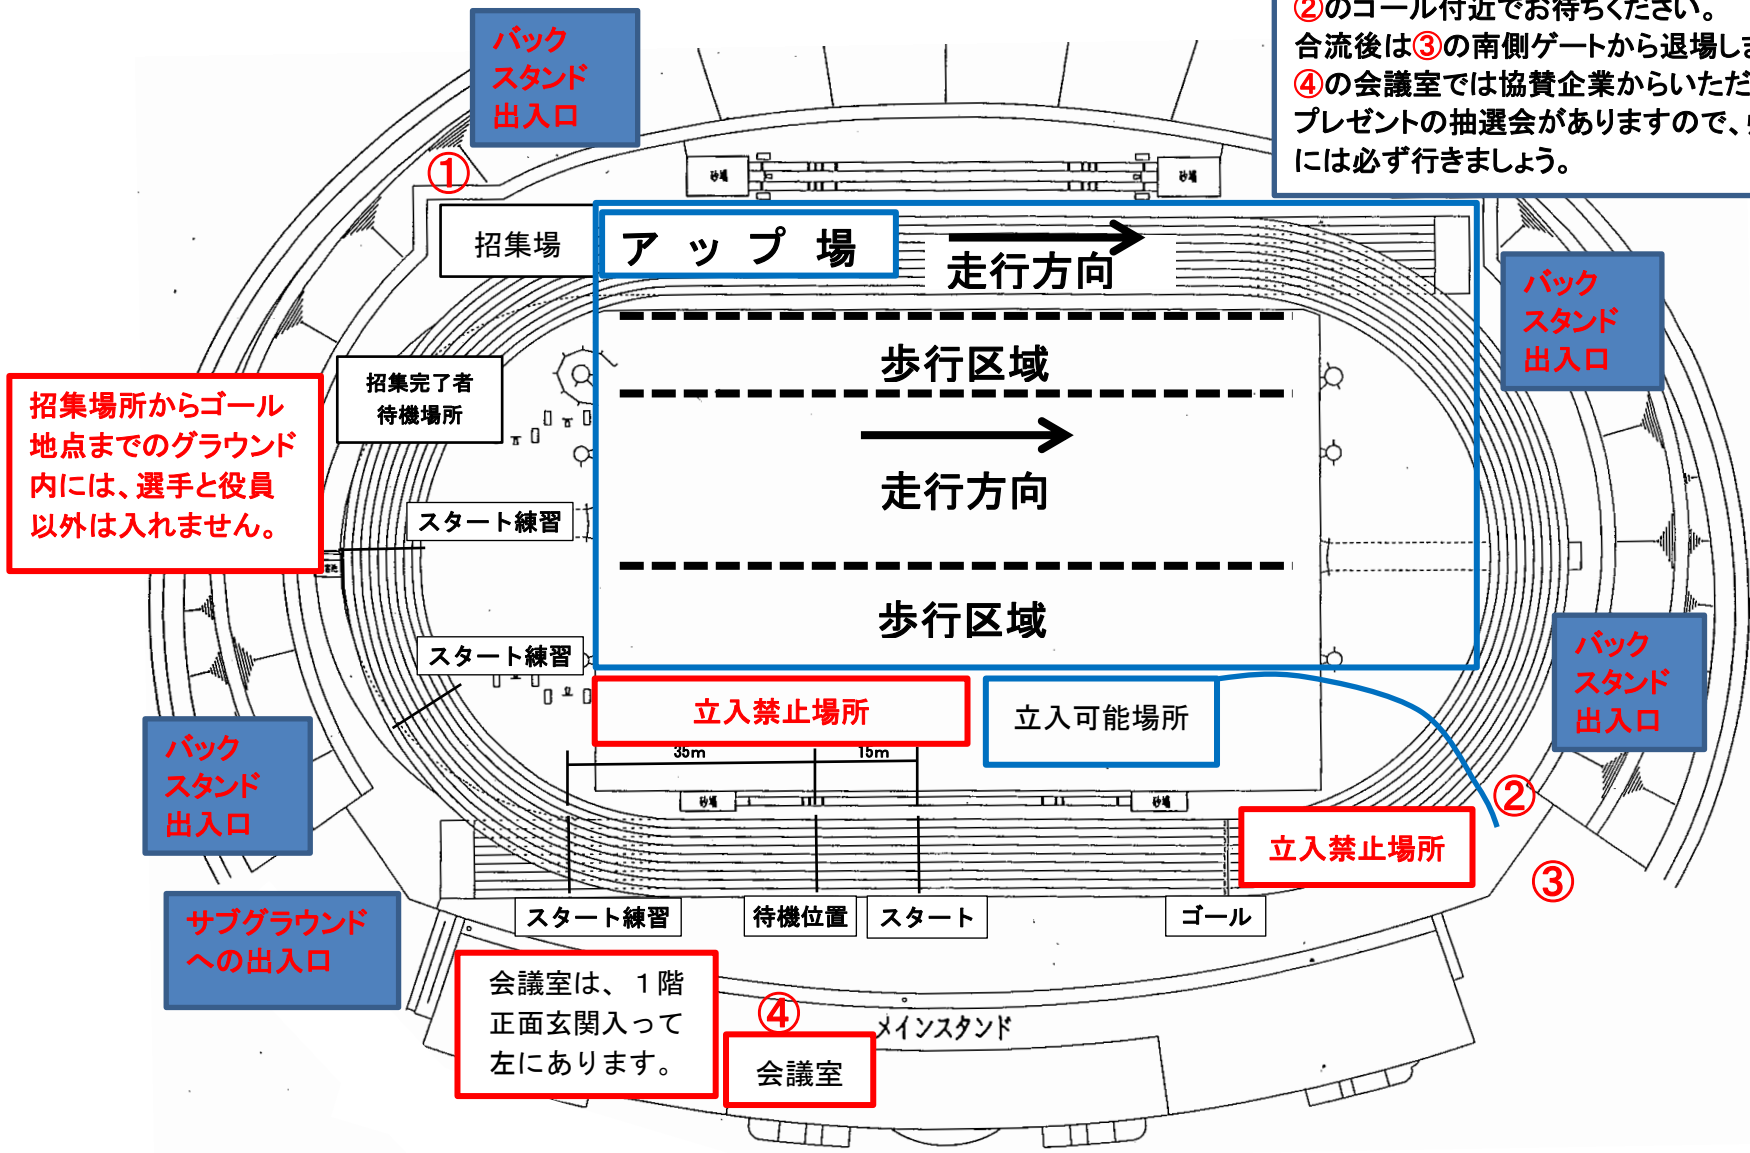 ②のゴール付近でお待ちください。
合流後は③の南側ゲートから退場しま
④の会議室では協賛企業からいただ
プレゼントの抽選会がありますので、
には必ず行きましょう。
バック
スタンド
出入口
①
砂場
砂場
招集場
アップ場
走行方向
バック
スタンド
出入口
歩行区域
招集完了者
待機場所
招集場所からゴール
地点までのグラウンド
内には、選手と役員
以外は入れません。
走行方向
スタート練習
歩行区域
スタート練習
バック
スタンド
出入口
立入禁止場所
立入可能場所
バック
スタンド
出入口
35m
15m
砂場
砂場
②
立入禁止場所
③
サブグラウンド
への出入口
スタート練習
待機位置
スタート
ゴール
会議室は、1階
正面玄関入って
左にあります。
④
メインスタンド
会議室